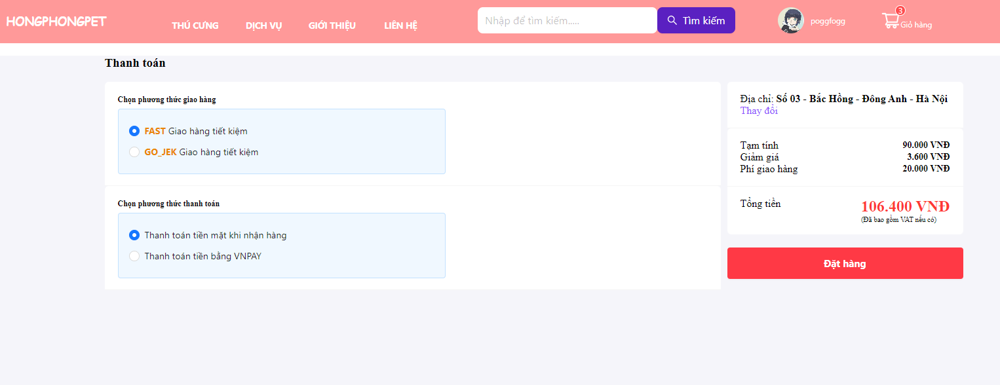 HONGPHONGPET
THÚ CƯNG
DỊCH VỤ
GIỚI THIỆU
LIÊN HỆ
Nhập để tìm kiếm.....
Tìm kiếm
poggfogg
3
Giỏ hàng
Thanh toán
Chọn phương thức giao hàng
FAST Giao hàng tiết kiệm
GO_JEK Giao hàng tiết kiệm
Chọn phương thức thanh toán
Thanh toán tiền mặt khi nhận hàng
Thanh toán tiền bằng VNPAY
Địa chỉ: Số 03 - Bắc Hồng - Đông Anh - Hà Nội
Thay đổi
Tạm tính 90.000 VNĐ
Giảm giá 3.600 VNĐ
Phí giao hàng 20.000 VNĐ
Tổng tiền 106.400 VNĐ
(Đã bao gồm VAT nếu có)
Đặt hàng